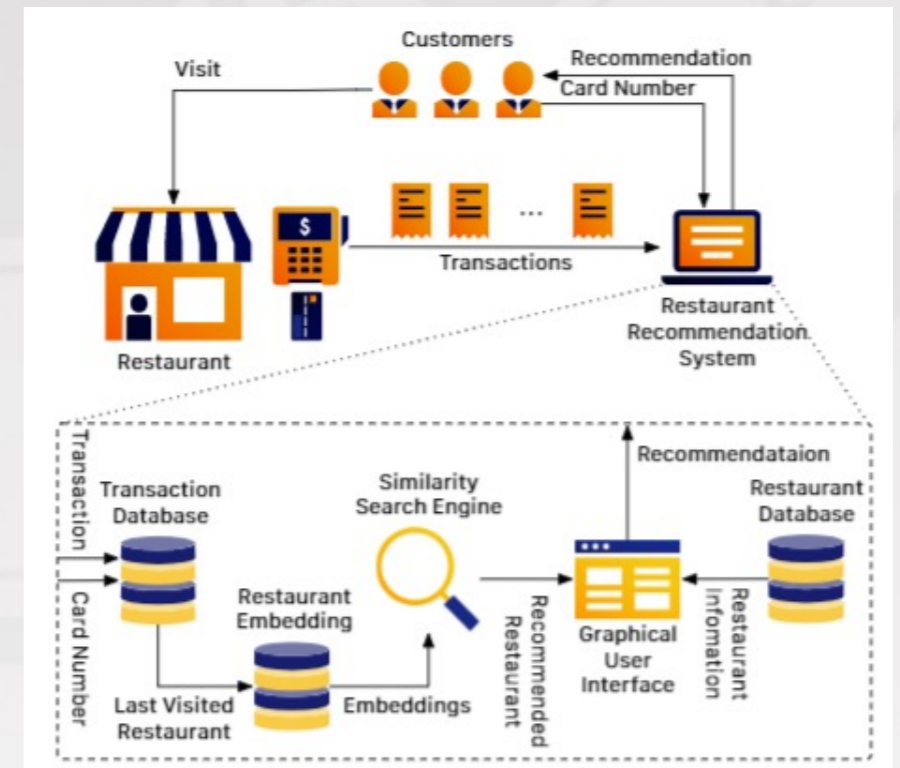 Customers
Visit
Recommendation
Card Number
$
...
Transactions
Restaurant
Restaurant
Recommendation
System
Transaction
Card Number
Transaction
Database
Last Visited
Restaurant
Restaurant
Embedding
Embeddings
Similarity
Search Engine
Recommended
Restaurant
Recommendataion
Graphical
User
Interface
Restaurant
Database
Restaurant
Infomation